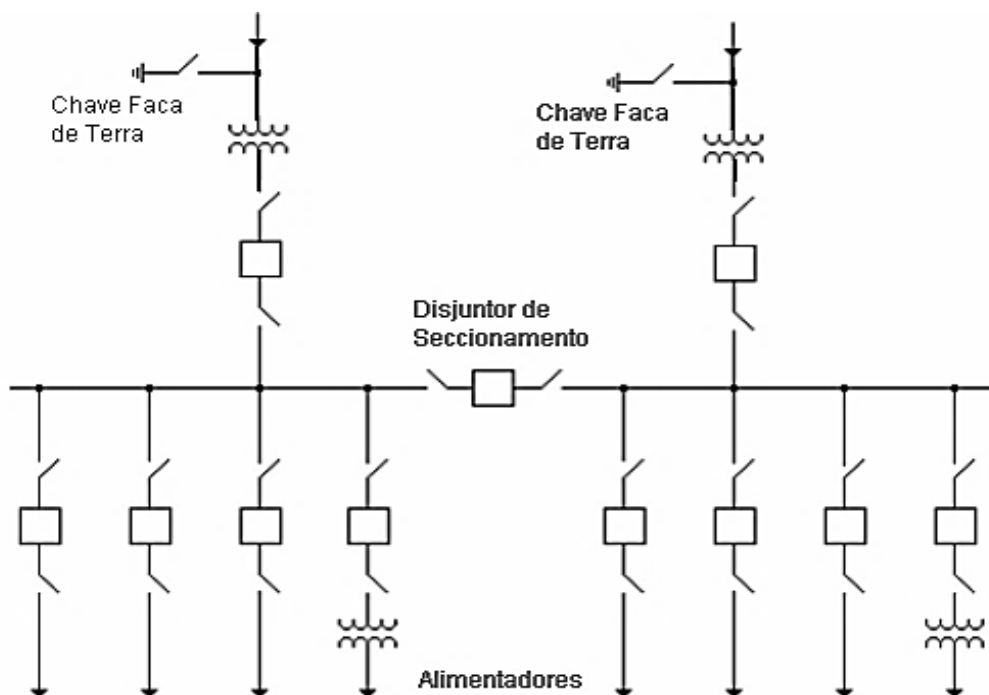 Chave Faca
de Terra
Chave Faca
de Terra
Disjuntor de
Seccionamento
Alimentadores